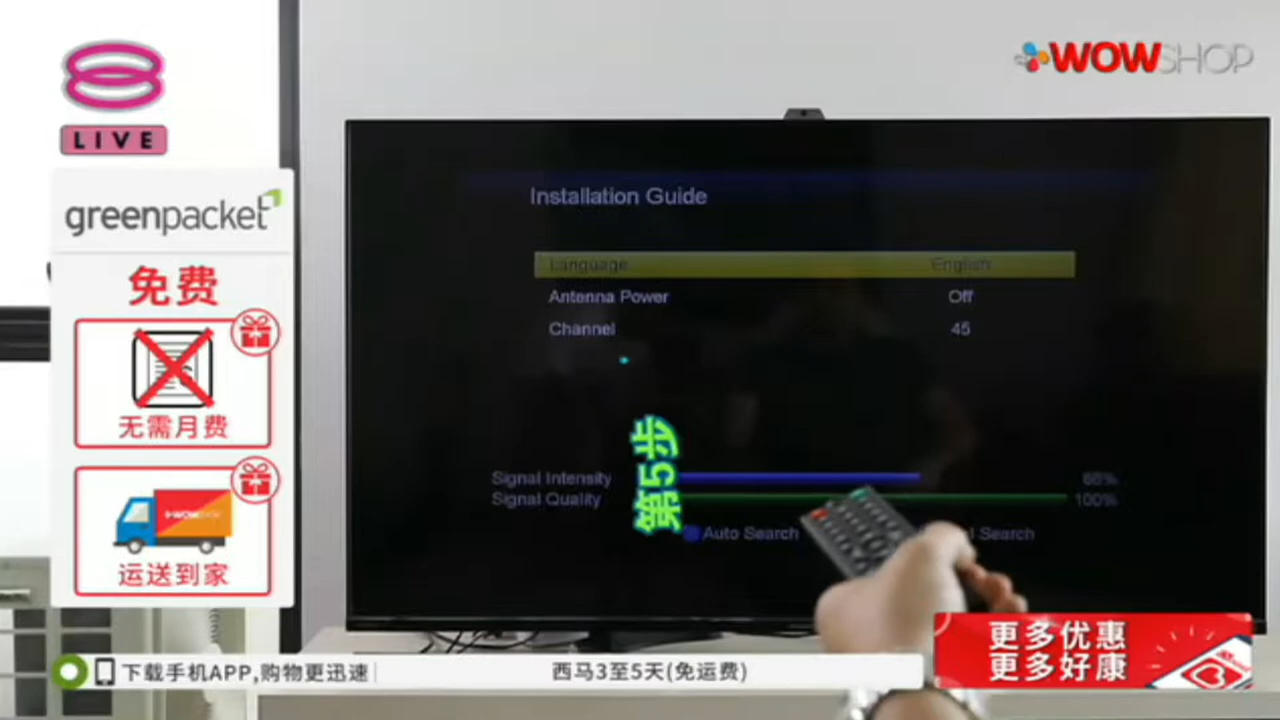 LIVE
WOWSHOP
greenpacket
免费
无需月费
运送到家
Installation Guide
Language English
Antenna Power Off
Channel 45
第5步
Signal Intensity 68%
Signal Quality 100%
Auto Search
Search
更多优惠
更多好康
下载手机APP,购物更迅速
西马3至5天(免运费)